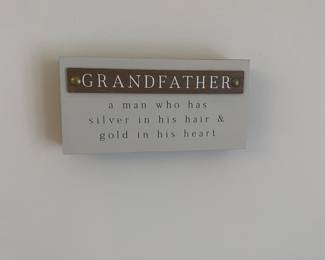 GRANDFATHER
a man who has
silver in his hair &
gold in his heart